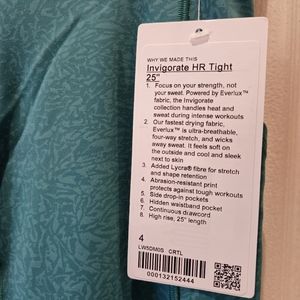 WHY WE MADE THIS
Invigorate HR Tight
25"
1. Focus on your strength, not
your sweat. Powered by Everlux™
fabric, the Invigorate
collection handles heat and
sweat during intense workouts
2. Our fastest drying fabric,
Everlux™ is ultra-breathable,
four-way stretch, and wicks
away sweat. It feels soft on
the outside and cool and sleek
next to skin
3. Added Lycra® fibre for stretch
and shape retention
4. Abrasion-resistant print
protects against tough workouts
5. Side drop-in pockets
6. Hidden waistband pocket
7. Continuous drawcord
8. High rise, 25" length
4
LW5DM0S CRTL
000132152444